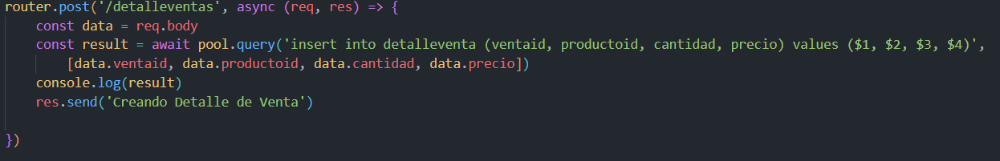 router.post('/detalleventas', async (req, res) => {
const data = req.body
const result = await pool.query('insert into detalleventa (ventaid, productoid, cantidad, precio) values ($1, $2, $3, $4)',
[data.ventaid, data.productoid, data.cantidad, data.precio])
console.log(result)
res.send('Creando Detalle de Venta')
})